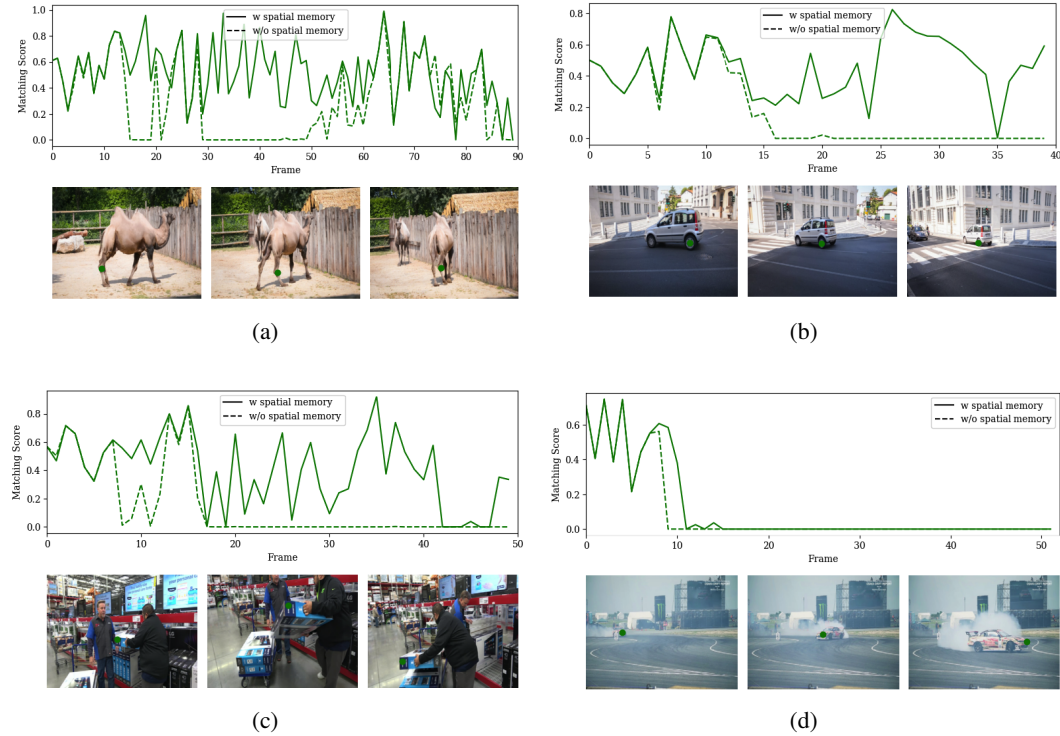 1.0
0.8
0.6
0.4
0.2
0.0
Matching Score
w spatial memory
w/o spatial memory
0 10 20 30 40 50 60 70 80 90
Frame
(a)
0.8
0.6
0.4
0.2
0.0
Matching Score
w spatial memory
w/o spatial memory
0 5 10 15 20 25 30 35 40
Frame
(b)
0.8
0.6
0.4
0.2
0.0
Matching Score
w spatial memory
w/o spatial memory
0 10 20 30 40 50
Frame
(c)
0.6
0.4
0.2
0.0
Matching Score
w spatial memory
w/o spatial memory
0 10 20 30 40 50
Frame
(d)